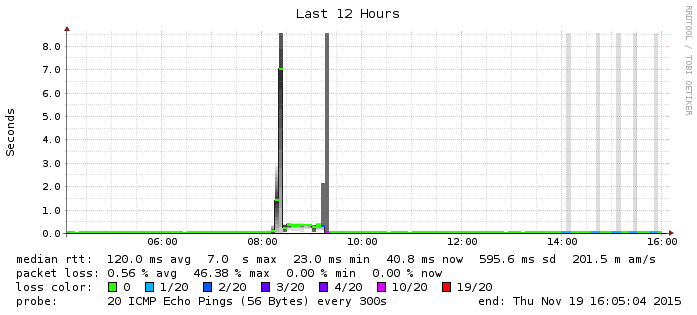 Last 12 Hours
RRDTOOL / TOBI OETIKER
Seconds
8.0
7.0
6.0
5.0
4.0
3.0
2.0
1.0
0.0
06:00 08:00 10:00 12:00 14:00 16:00
median rtt: 120.0 ms avg 7.0 s max 23.0 ms min 40.8 ms now 595.6 ms sd 201.5 m am/s
packet loss: 0.56 % avg 46.38 % max 0.00 % min 0.00 % now
loss color: 0 1/20 2/20 3/20 4/20 10/20 19/20
probe: 20 ICMP Echo Pings (56 Bytes) every 300s end: Thu Nov 19 16:05:04 2015